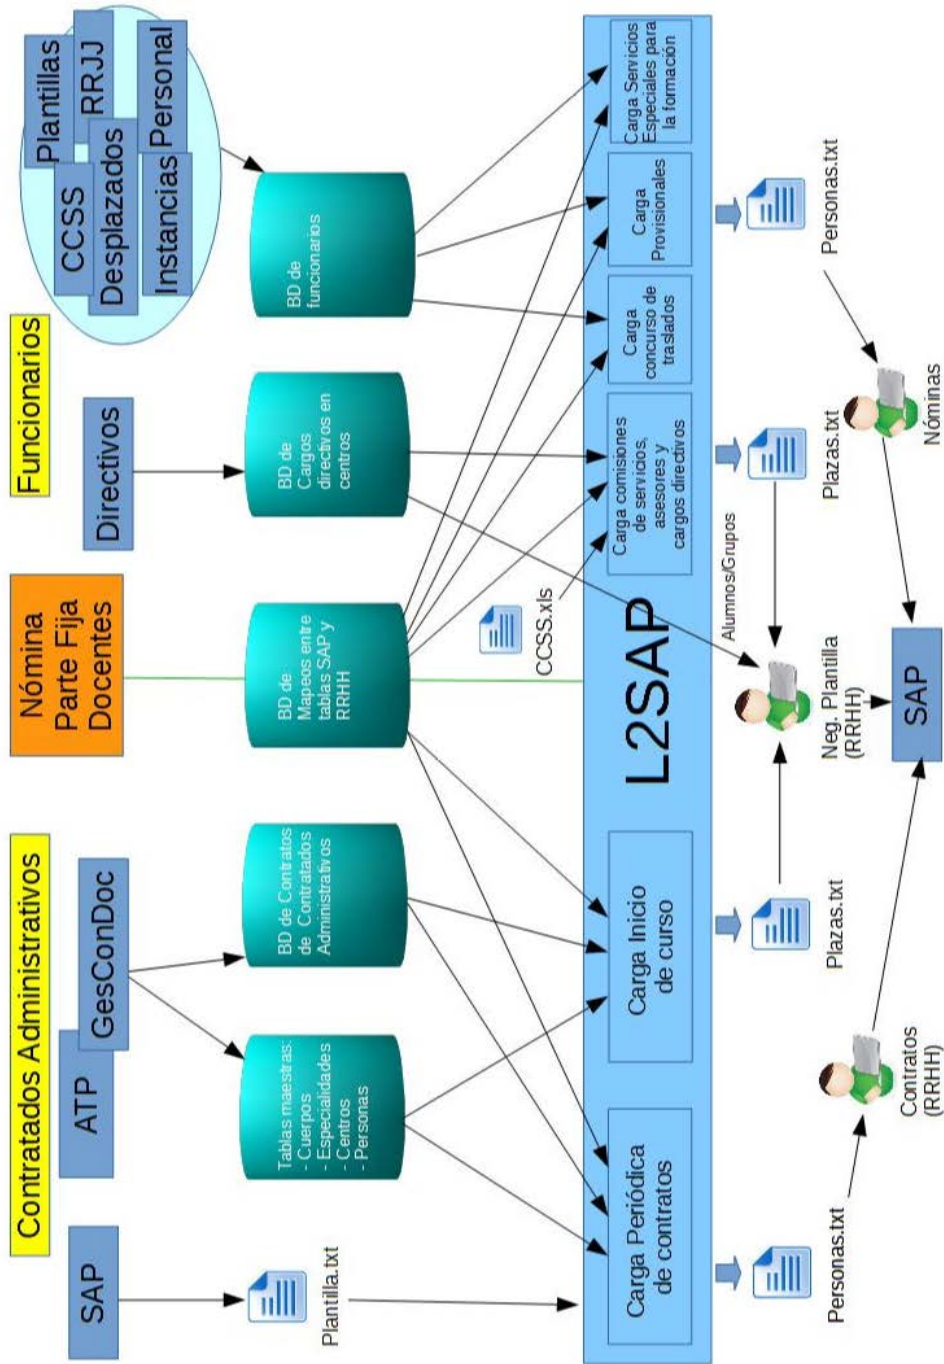 Contratados Administrativos
Nómina
Parte Fija
Docentes
Funcionarios
SAP
ATP
GesConDoc
Directivos
Plantillas
CCSS
RRJJ
Desplazados
Instancias
Personal
Plantilla.txt
Tablas maestras:
- Cuerpos
- Especialidades
- Centros
- Personas
BD de Contratos
de Contratados
Administrativos
BD de
Mapeos entre
tablas SAP y
RRHH
BD de
Cargos
directivos en
centros
BD de
funcionarios
CCSS.xls
Carga Periódica
de contratos
Carga Inicio
de curso
L2SAP
Carga comisiones
de servicios,
asesores y
cargos directivos
Carga
concurso de
traslados
Carga
Provisionales
Carga Servicios
Especiales para
la formación
Alumnos/Grupos
Personas.txt
Plazas.txt
Plazas.txt
Personas.txt
Contratos
(RRHH)
Neg. Plantilla
(RRHH)
Nóminas
SAP